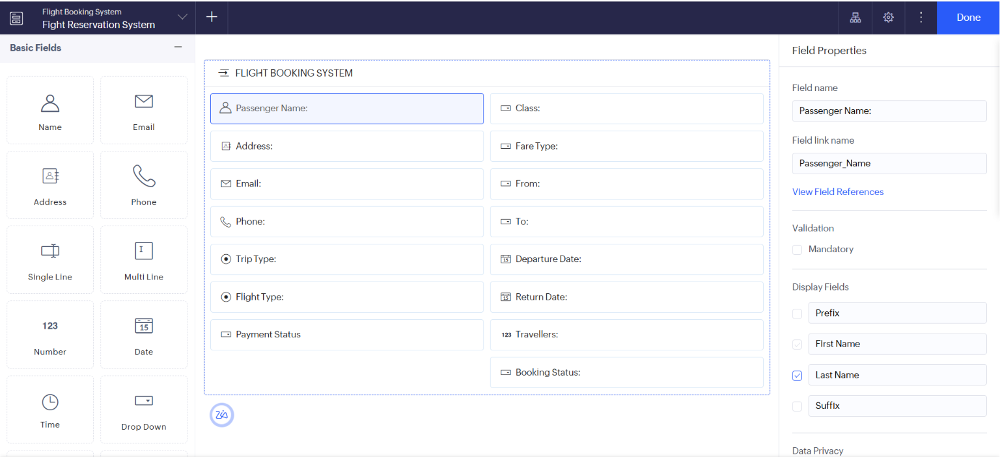 Flight Booking System
Fight Reservation System
Done
Basic Fields
Name
Email
Address
Phone
Single Line
Multi Line
123
Number
15
Date
Time
Drop Down
FLIGHT BOOKING SYSTEM
Passenger Name:
Class:
Address:
Fare Type:
Email:
From:
Phone:
To:
Trip Type:
15
Departure Date:
Flight Type:
15
Return Date:
Payment Status
123
Travellers:
Booking Status:
Field Properties
Field name
Passenger Name:
Field link name
Passenger_Name
View Field References
Validation
Mandatory
Display Fields
Prefix
First Name
Last Name
Suffix
Data Privacy